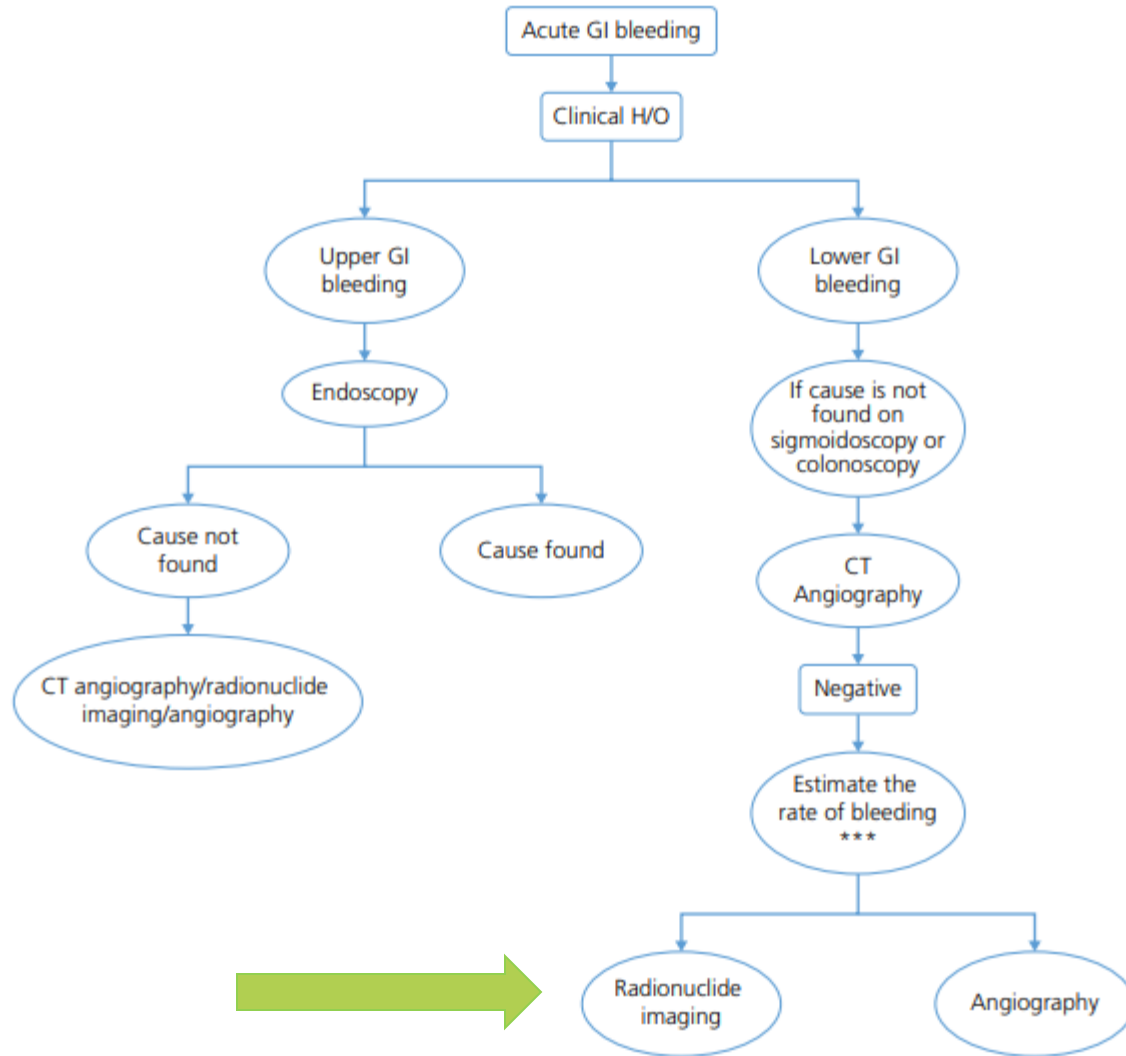 Acute GI bleeding
Clinical H/O
Upper GI
bleeding
Lower GI
bleeding
Endoscopy
If cause is not
found on
sigmoidoscopy or
colonoscopy
Cause not
found
Cause found
CT
Angiography
CT angiography/radionuclide
imaging/angiography
Negative
Estimate the
rate of bleeding
***
Radionuclide
imaging
Angiography